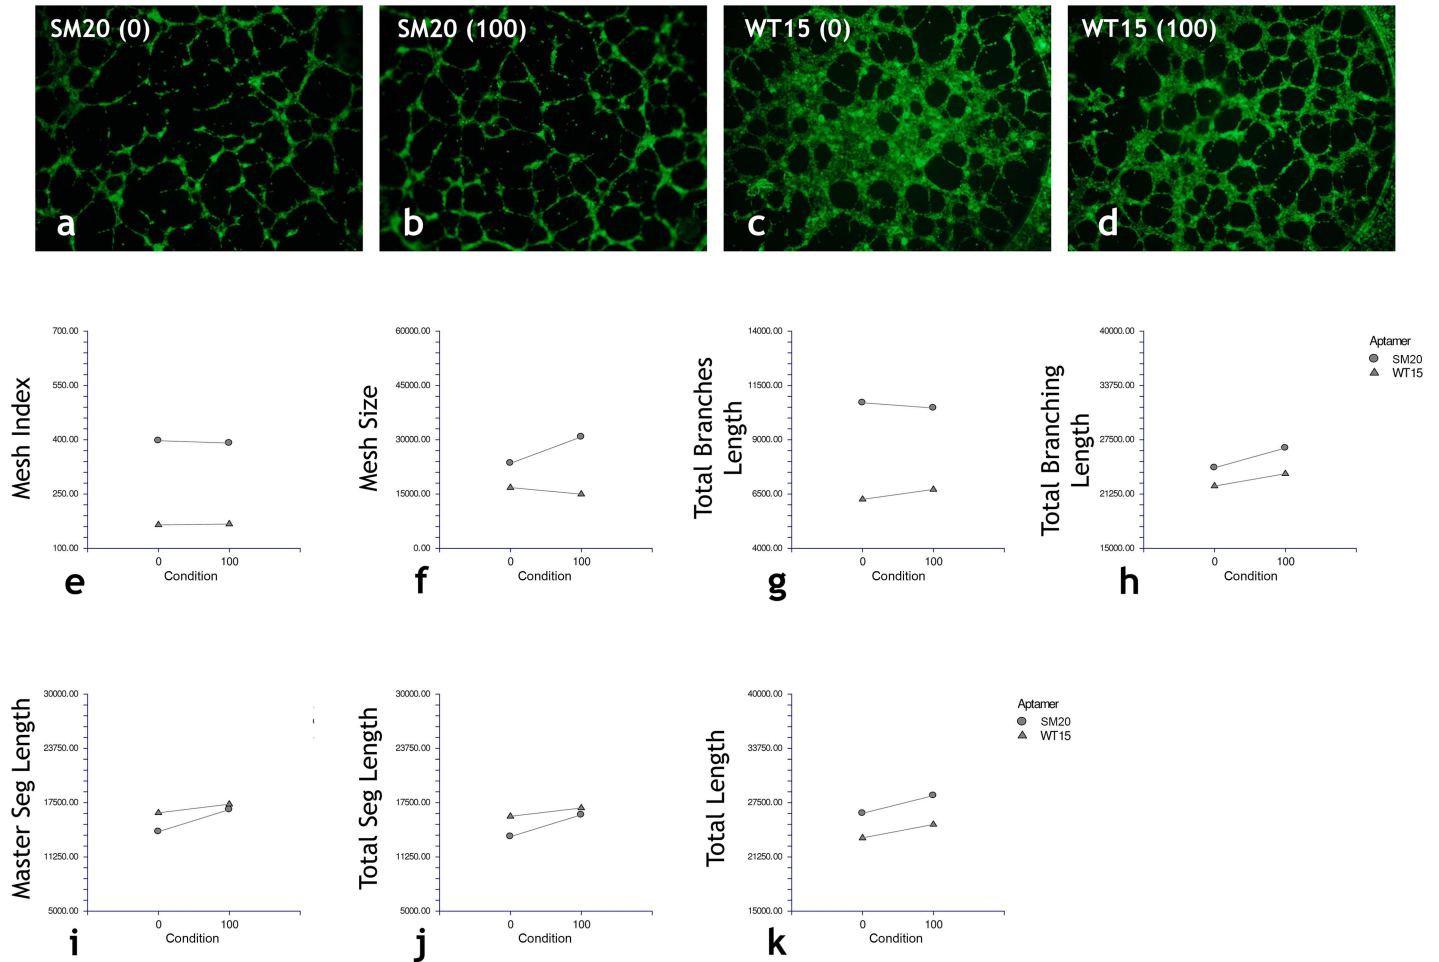 SM20 (0)
SM20 (100)
WT15 (0)
WT15 (100)
a
b
c
d
Mesh Index
700.00
550.00
400.00
250.00
100.00
0
100
Condition
e
Mesh Size
60000.00
45000.00
30000.00
15000.00
0.00
0
100
Condition
f
Total Branches
Length
14000.00
11500.00
9000.00
6500.00
4000.00
0
100
Condition
g
Total Branching
Length
40000.00
33750.00
27500.00
21250.00
15000.00
0
100
Condition
h
Aptamer
SM20
WT15
Master Seg Length
30000.00
23750.00
17500.00
11250.00
5000.00
0
100
Condition
i
Total Seg Length
30000.00
23750.00
17500.00
11250.00
5000.00
0
100
Condition
j
Total Length
40000.00
33750.00
27500.00
21250.00
15000.00
0
100
Condition
k
Aptamer
SM20
WT15